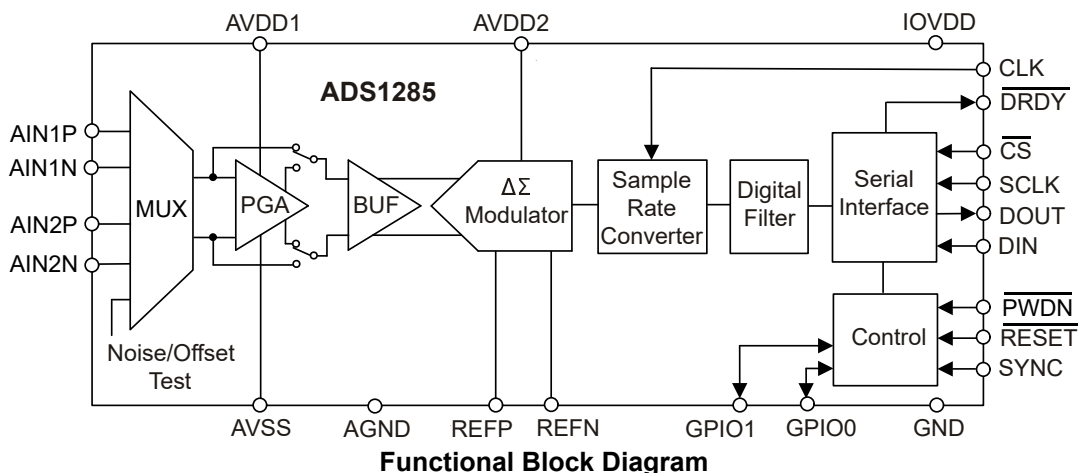 AVDD1
AVDD2
IOVDD
ADS1285
CLK
DRDY
AIN1P
AIN1N
AIN2P
AIN2N
MUX
PGA
BUF
ΔΣ
Modulator
Sample
Rate
Converter
Digital
Filter
Serial
Interface
CS
SCLK
DOUT
DIN
Noise/Offset
Test
Control
PWDN
RESET
SYNC
AVSS
AGND
REFP
REFN
GPIO1
GPIO0
GND
Functional Block Diagram